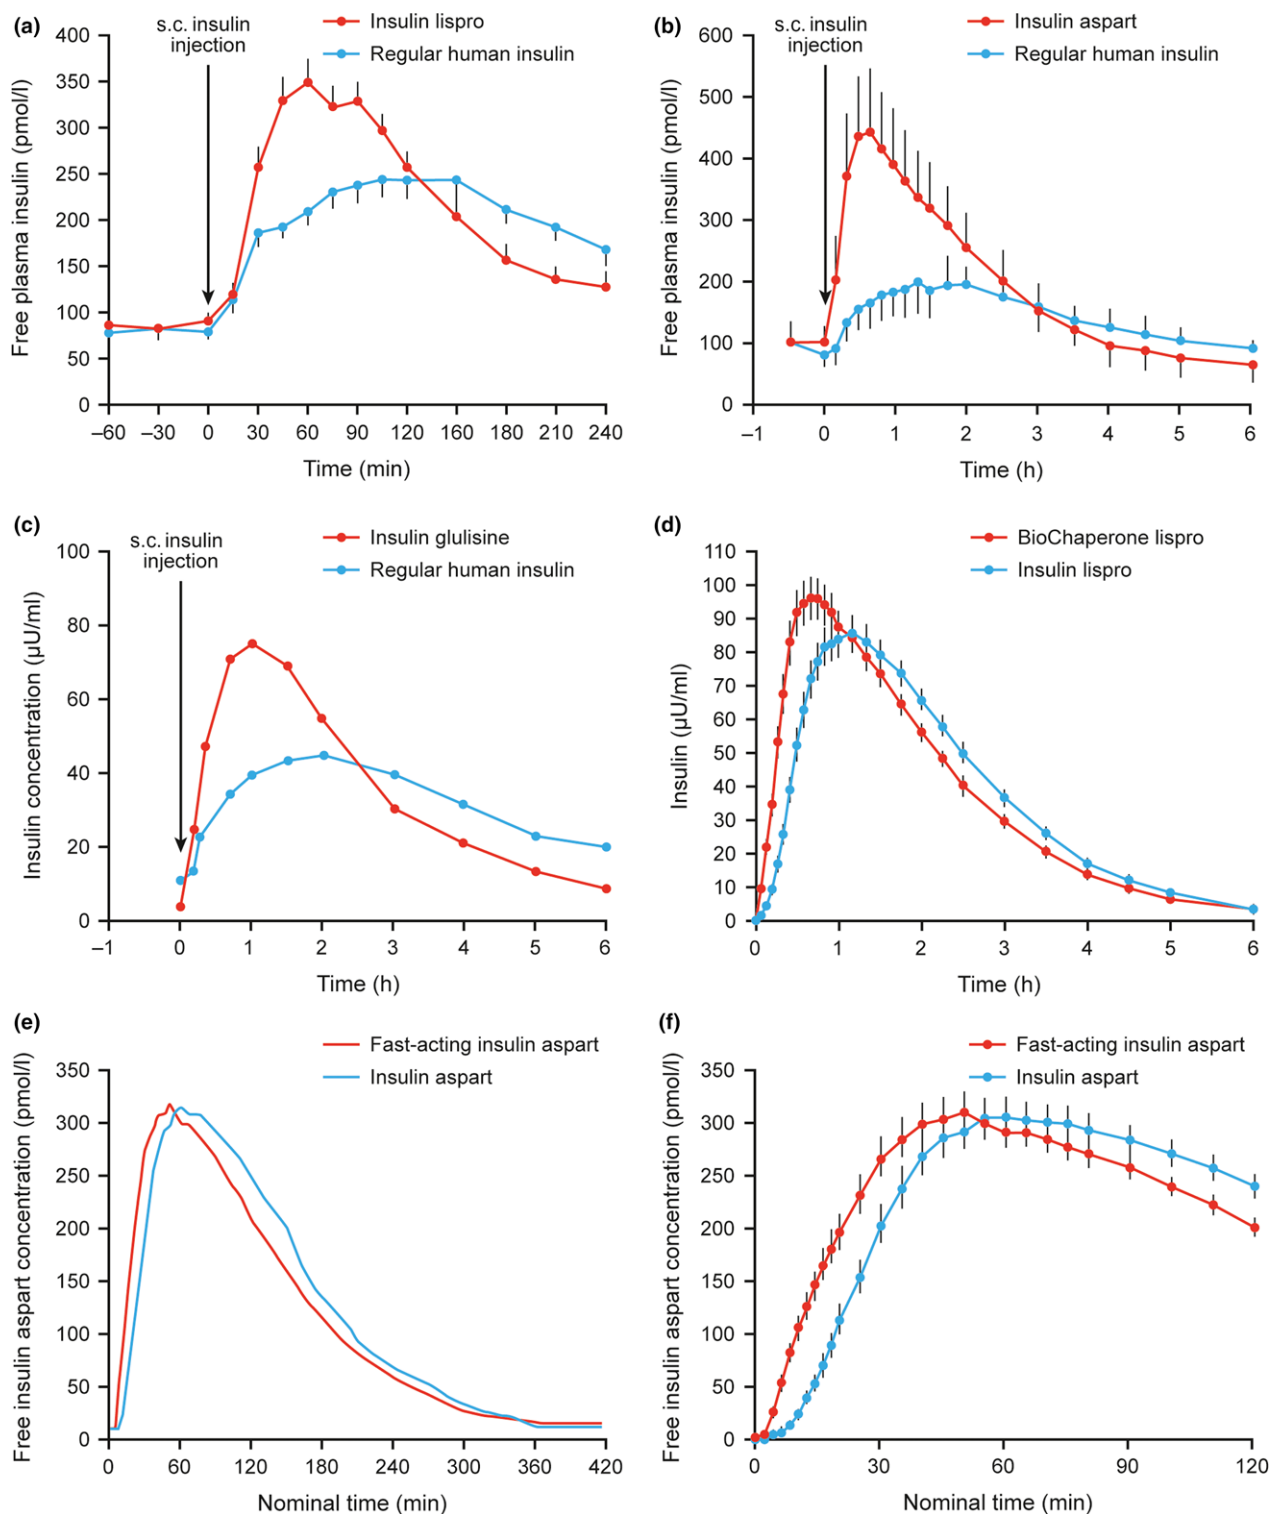 (a)
s.c. insulin
injection
Insulin lispro
Regular human insulin
Free plasma insulin (pmol/l)
400
350
300
250
200
150
100
50
0
–60 –30 0 30 60 90 120 160 180 210 240
Time (min)
(b)
s.c. insulin
injection
Insulin aspart
Regular human insulin
Free plasma insulin (pmol/l)
600
500
400
300
200
100
0
–1 0 1 2 3 4 5 6
Time (h)
(c)
s.c. insulin
injection
Insulin glulisine
Regular human insulin
Insulin concentration (µU/ml)
100
80
60
40
20
0
–1 0 1 2 3 4 5 6
Time (h)
(d)
BioChaperone lispro
Insulin lispro
Insulin (µU/ml)
110
100
90
80
70
60
50
40
30
20
10
0
0 1 2 3 4 5 6
Time (h)
(e)
Fast-acting insulin aspart
Insulin aspart
Free insulin aspart concentration (pmol/l)
350
300
250
200
150
100
50
0
0 60 120 180 240 300 360 420
Nominal time (min)
(f)
Fast-acting insulin aspart
Insulin aspart
Free insulin aspart concentration (pmol/l)
350
300
250
200
150
100
50
0
0 30 60 90 120
Nominal time (min)